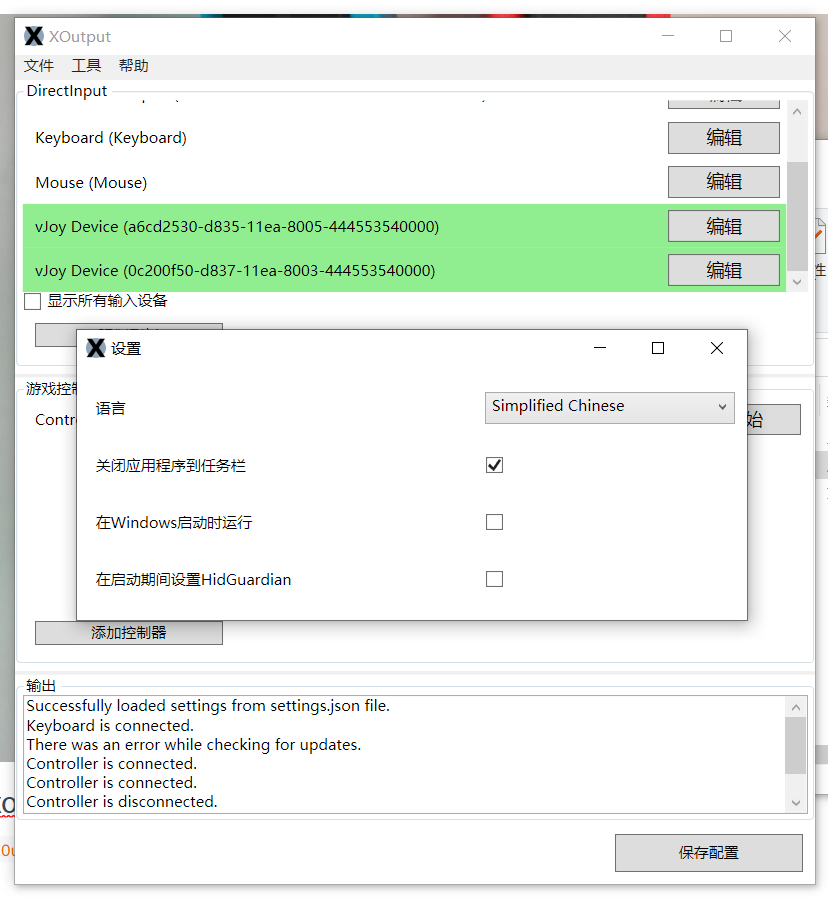 XOutput
文件 工具 帮助
DirectInput
Keyboard (Keyboard) 编辑
Mouse (Mouse) 编辑
vJoy Device (a6cd2530-d835-11ea-8005-444553540000) 编辑
vJoy Device (0c200f50-d837-11ea-8003-444553540000) 编辑
显示所有输入设备
设置
游戏控制
语言 Simplified Chinese
Contr 始
关闭应用程序到任务栏
在Windows启动时运行
在启动期间设置HidGuardian
添加控制器
输出
Successfully loaded settings from settings.json file.
Keyboard is connected.
There was an error while checking for updates.
Controller is connected.
Controller is connected.
Controller is disconnected.
保存配置